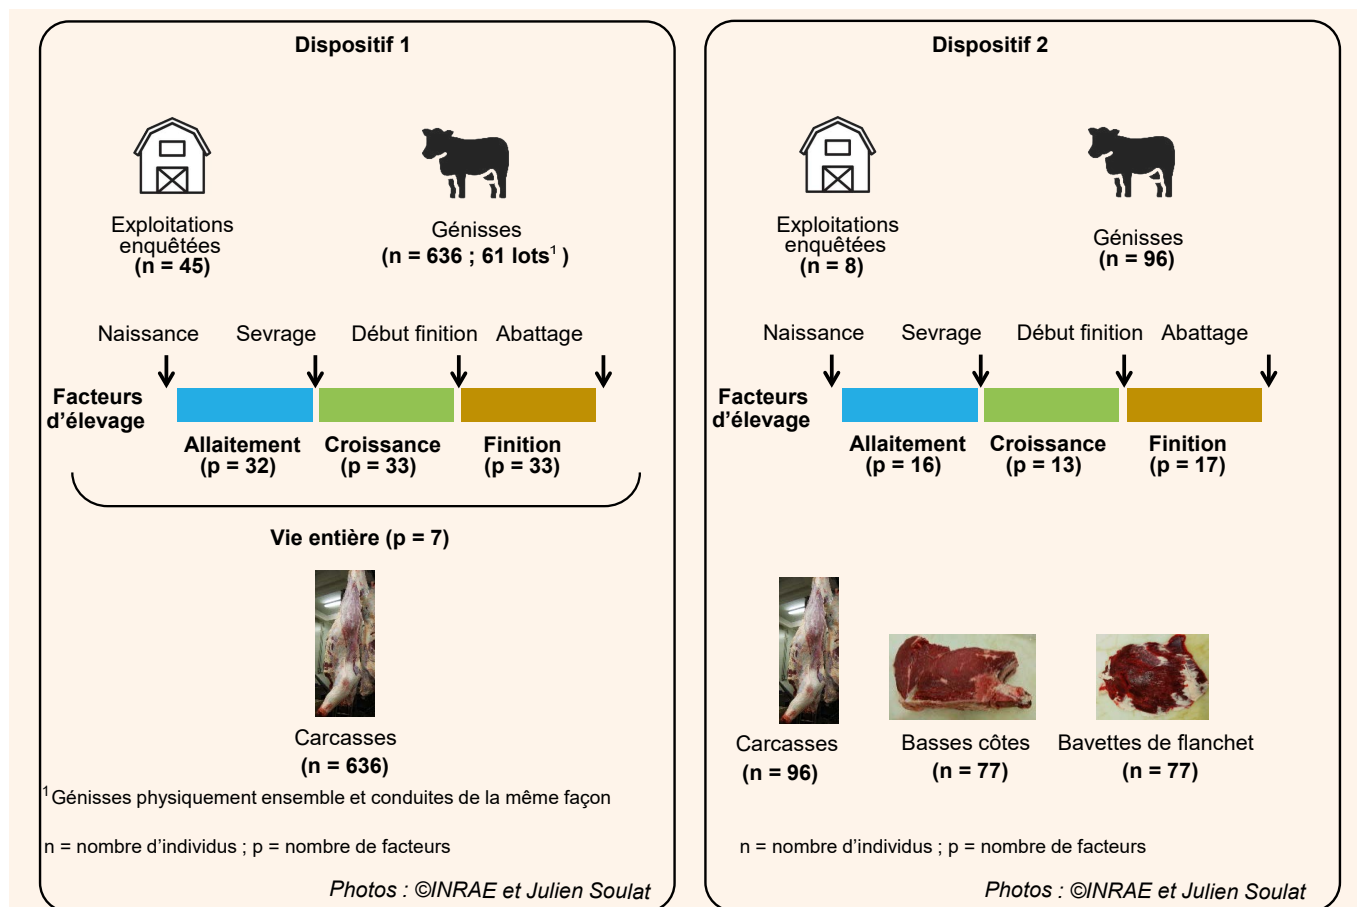 Dispositif 1
Exploitations
enquêtées
(n = 45)
Génisses
(n = 636 ; 61 lots1 )
Naissance Sevrage Début finition Abattage
Facteurs
d'élevage
Allaitement
(p = 32)
Croissance
(p = 33)
Finition
(p = 33)
Vie entière (p = 7)
Carcasses
(n = 636)
1Génisses physiquement ensemble et conduites de la même façon
n = nombre d'individus ; p = nombre de facteurs
Photos : ©INRAE et Julien Soulat
Dispositif 2
Exploitations
enquêtées
(n = 8)
Génisses
(n = 96)
Naissance Sevrage Début finition Abattage
Facteurs
d'élevage
Allaitement
(p = 16)
Croissance
(p = 13)
Finition
(p = 17)
Carcasses
(n = 96)
Basses côtes
(n = 77)
Bavettes de flanchet
(n = 77)
n = nombre d'individus ; p = nombre de facteurs
Photos : ©INRAE et Julien Soulat